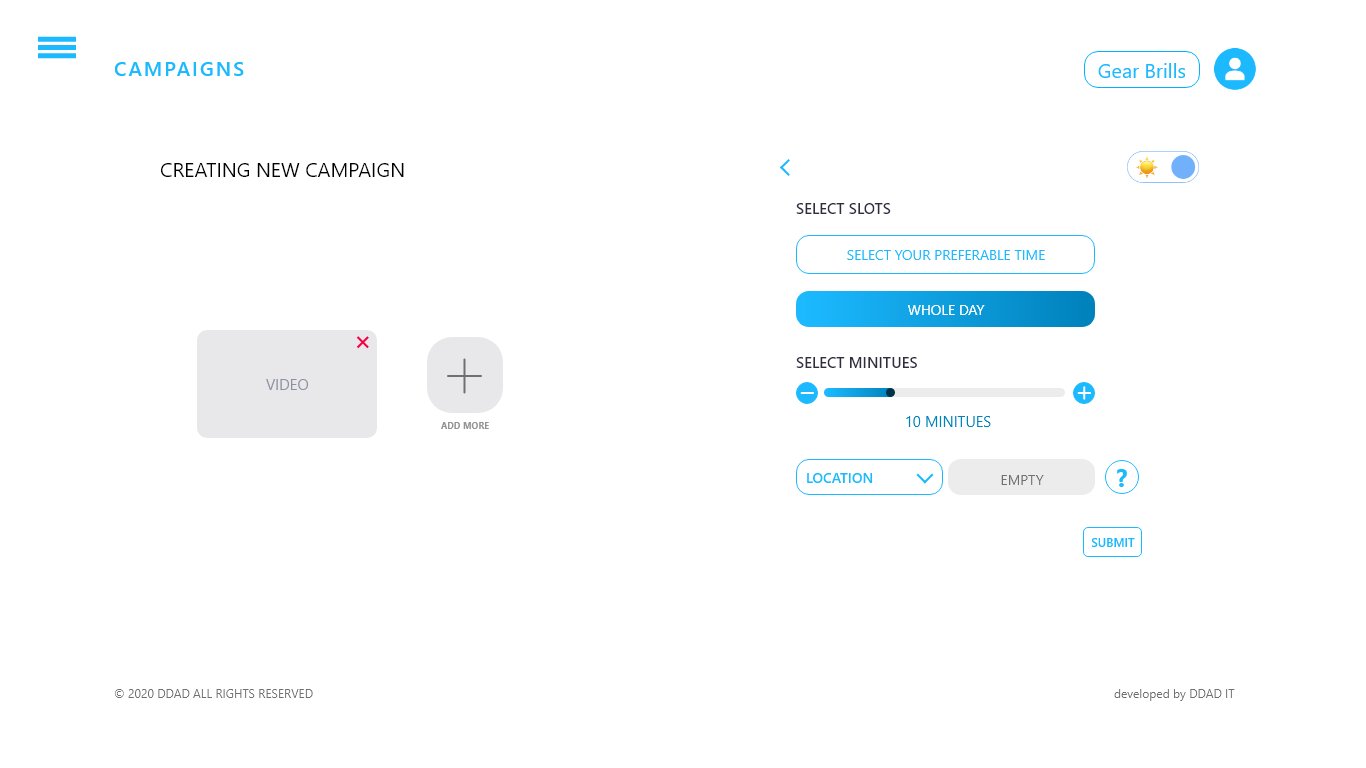 CAMPAIGNS
Gear Brills
CREATING NEW CAMPAIGN
SELECT SLOTS
SELECT YOUR PREFERABLE TIME
WHOLE DAY
VIDEO
ADD MORE
SELECT MINITUES
10 MINITUES
LOCATION
EMPTY
?
SUBMIT
© 2020 DDAD ALL RIGHTS RESERVED
developed by DDAD IT